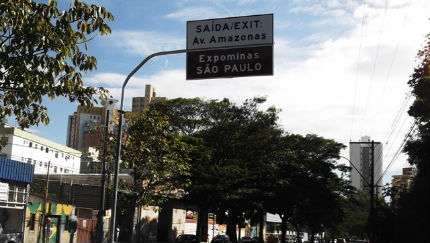 SAÍDA/EXIT:
Av. Amazonas
Expominas
SÃO PAULO